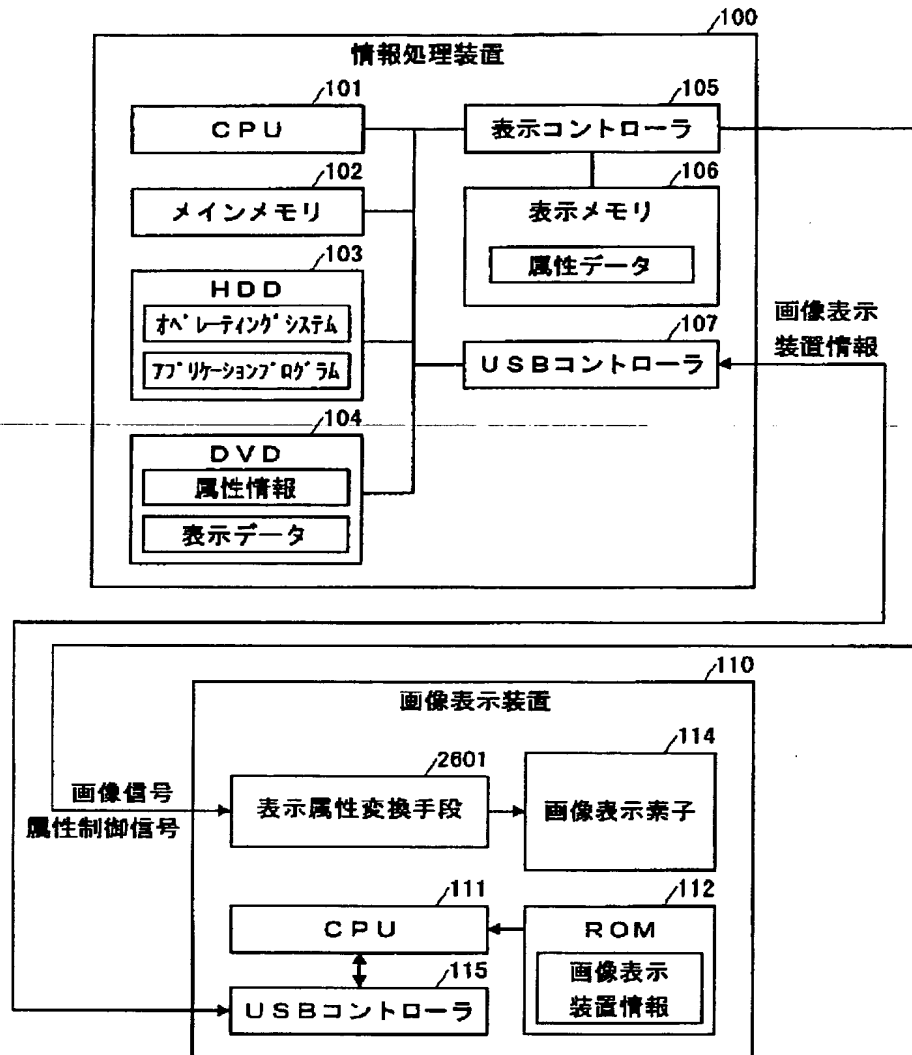 100
情報処理装置
101
CPU
105
表示コントローラ
102
メインメモリ
106
表示メモリ
属性データ
103
HDD
オペレーティングシステム
アプリケーションプログラム
107
USBコントローラ
画像表示
装置情報
104
DVD
属性情報
表示データ
110
画像表示装置
画像信号
属性制御信号
2601
表示属性変換手段
114
画像表示素子
111
CPU
112
ROM
画像表示
装置情報
115
USBコントローラ